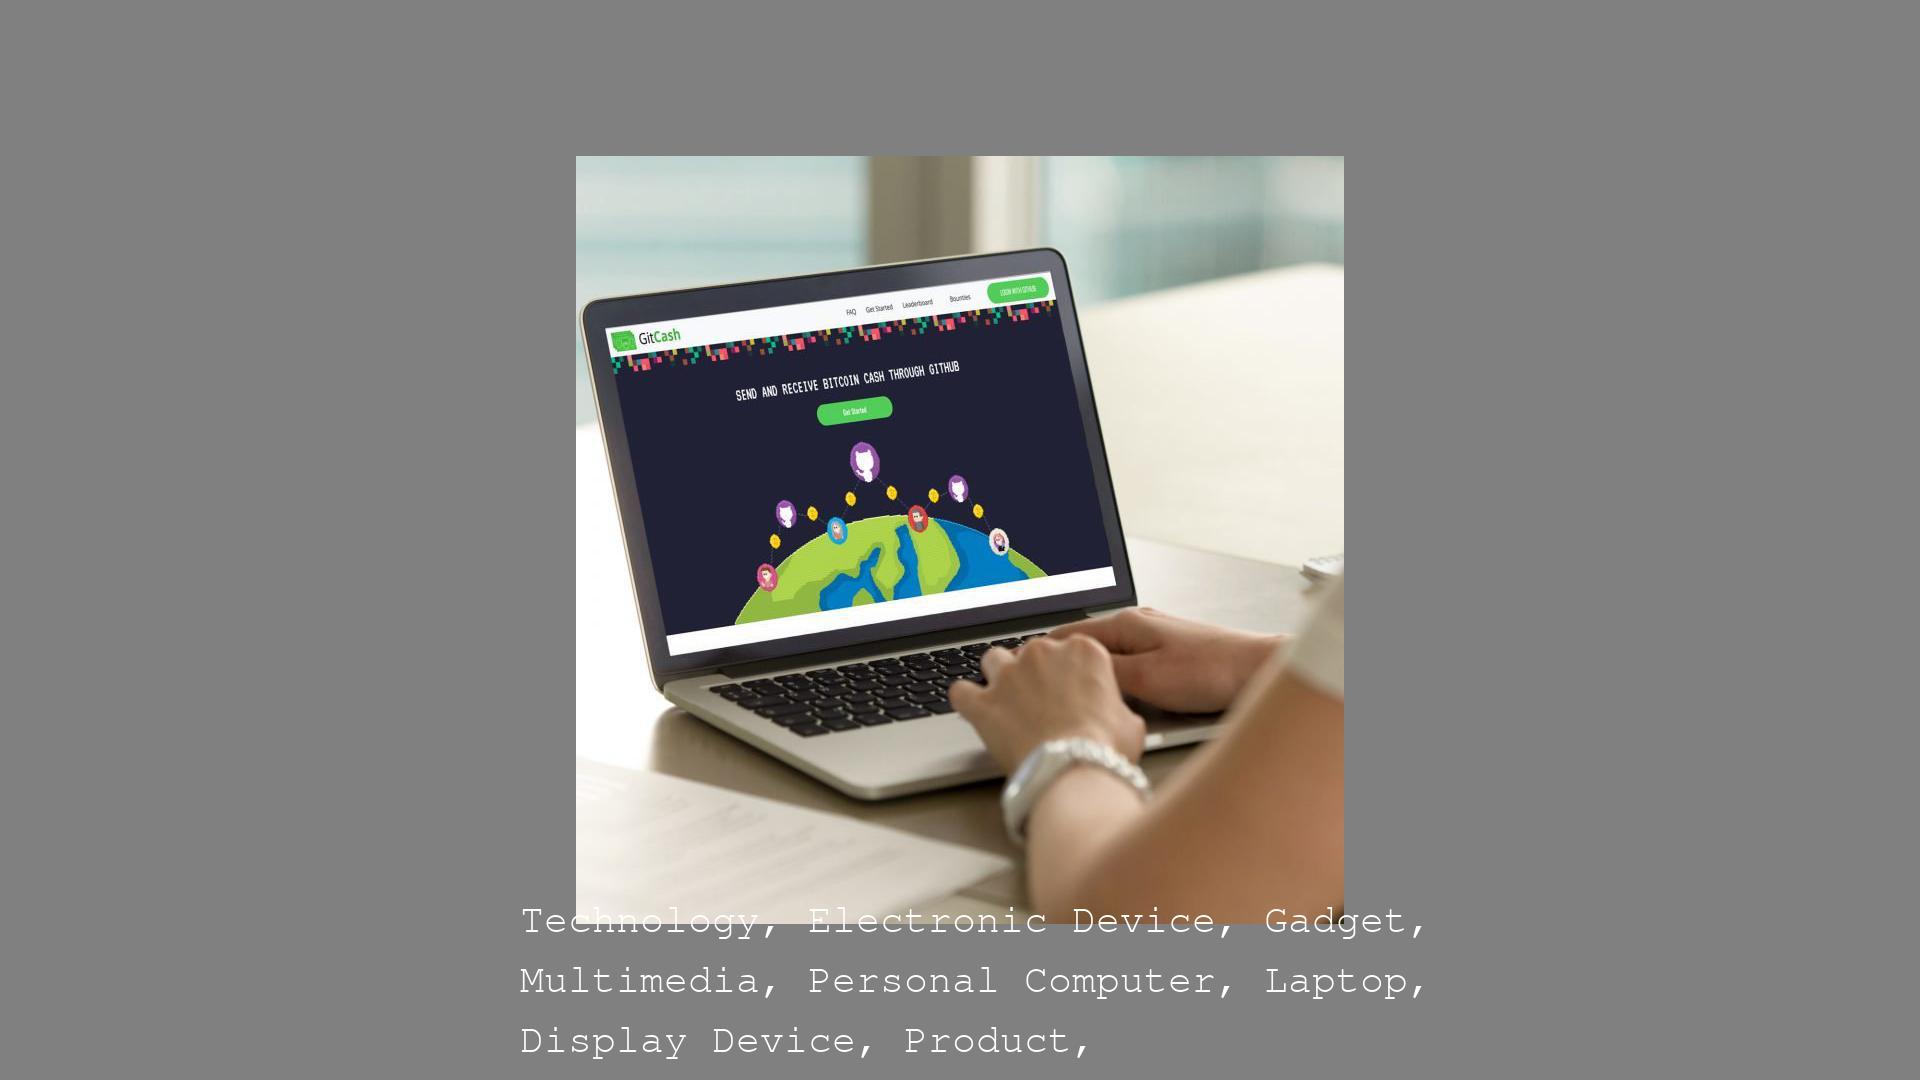 GitCash
FAQ Get Started Leaderboard Bounties LOGIN WITH GITHUB
SEND AND RECEIVE BITCOIN CASH THROUGH GITHUB
Get Started
Technology, Electronic Device, Gadget,
Multimedia, Personal Computer, Laptop,
Display Device, Product,